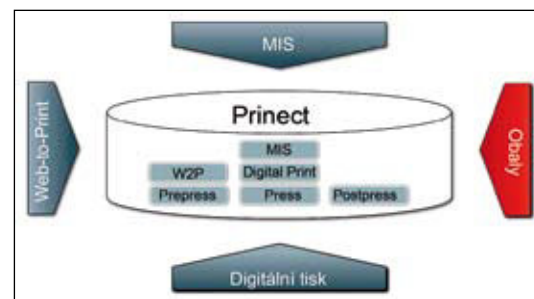 MIS
Web-to-Print
Prinect
Obaly
MIS
W2P Digital Print
Prepress Press Postpress
Digitální tisk